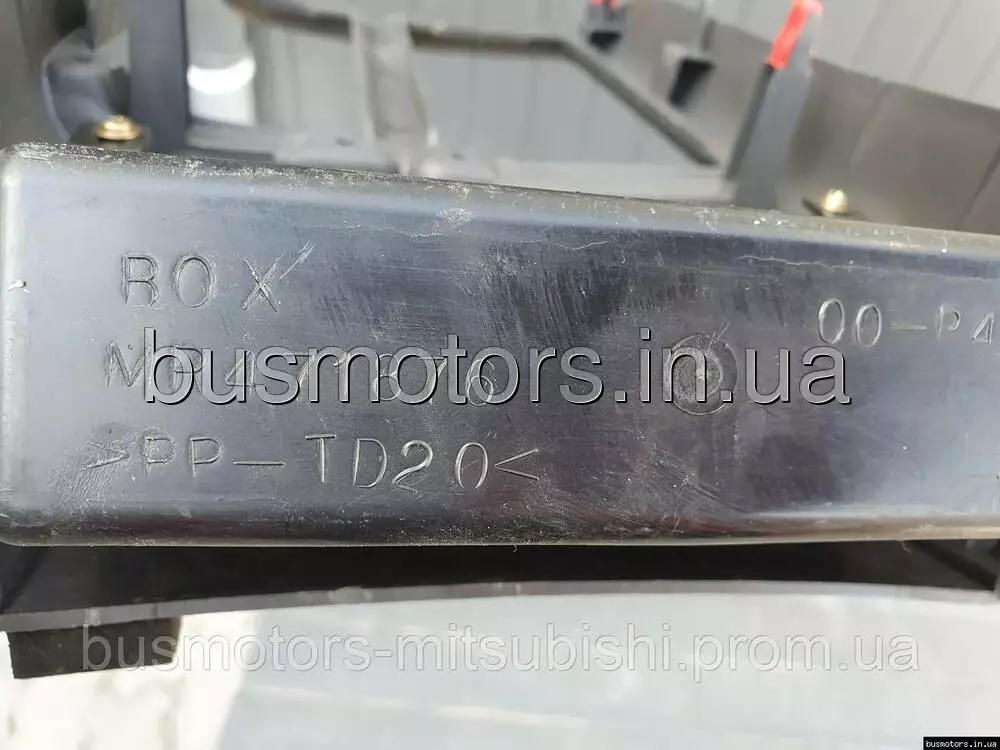 BOX
00-P4
busmotors.in.ua
>PP-TD20<
busmotors-mitsubishi.prom.ua
busmotors.in.ua